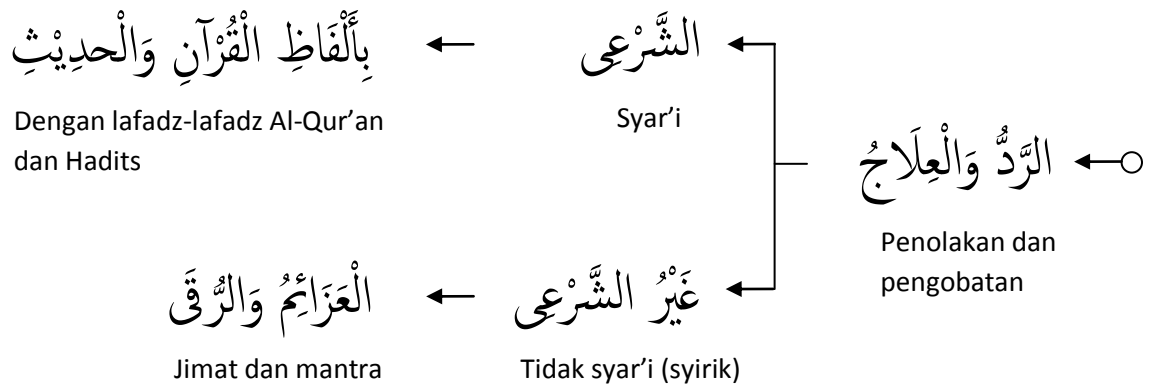 الرَّدُّ وَالْعِلَاجُ
Penolakan dan
pengobatan
الشَّرْعِى
Syar’i
بِأَلْفَاظِ الْقُرْآنِ وَالْحدِيْثِ
Dengan lafadz-lafadz Al-Qur’an
dan Hadits
غَيْرُ الشَّرْعِى
Tidak syar’i (syirik)
الْعَزَائِمُ وَالرُّقَى
Jimat dan mantra